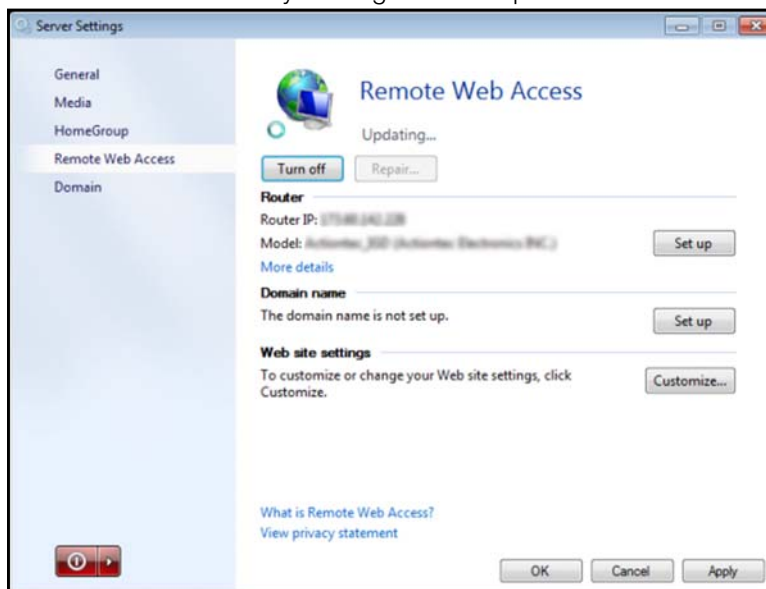 Server Settings
General
Media
HomeGroup
Remote Web Access
Domain
Remote Web Access
Updating...
Turn off
Repair...
Router
Router IP:
Model:
Set up
More details
Domain name
The domain name is not set up.
Set up
Web site settings
To customize or change your Web site settings, click
Customize.
Customize...
What is Remote Web Access?
View privacy statement
OK
Cancel
Apply